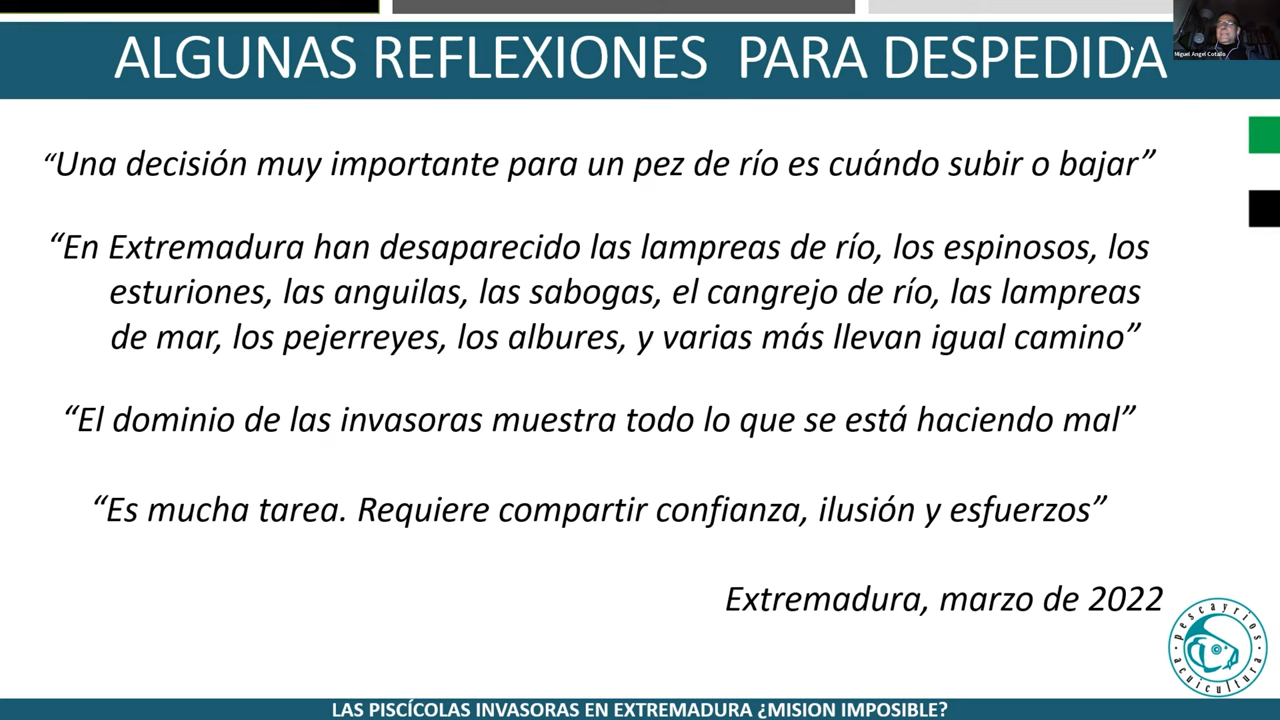 ALGUNAS REFLEXIONES PARA DESPEDIDA
Miguel Angel Cotallo
“Una decisión muy importante para un pez de río es cuándo subir o bajar”
“En Extremadura han desaparecido las lampreas de río, los espinosos, los
esturiones, las anguilas, las sabogas, el cangrejo de río, las lampreas
de mar, los pejerreyes, los albures, y varias más llevan igual camino”
“El dominio de las invasoras muestra todo lo que se está haciendo mal”
“Es mucha tarea. Requiere compartir confianza, ilusión y esfuerzos”
Extremadura, marzo de 2022
pescayrios
acuicultura
LAS PISCÍCOLAS INVASORAS EN EXTREMADURA ¿MISION IMPOSIBLE?